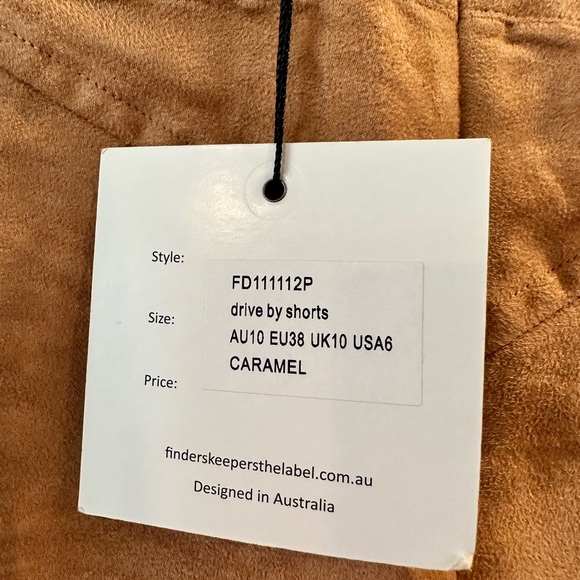 Style:
FD111112P
drive by shorts
Size:
AU10 EU38 UK10 USA6
CARAMEL
Price:
finderskeepersthelabel.com.au
Designed in Australia